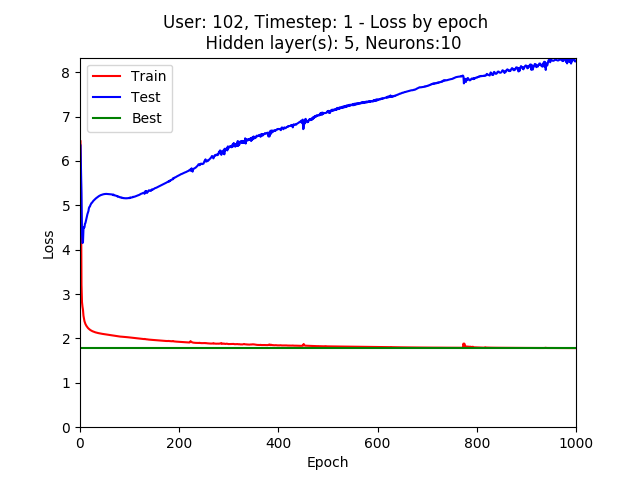 User: 102, Timestep: 1 - Loss by epoch
Hidden layer(s): 5, Neurons:10
Train
Test
Best
8
7
6
5
4
3
2
1
0
Loss
0 200 400 600 800 1000
Epoch